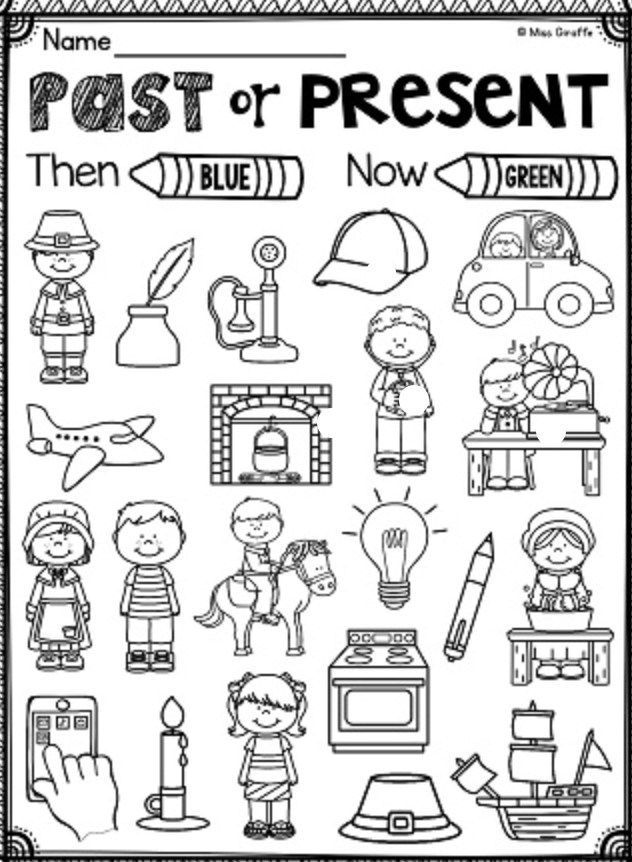 Name
© Miss Giraffe
Past or Present
Then BLUE Now GREEN